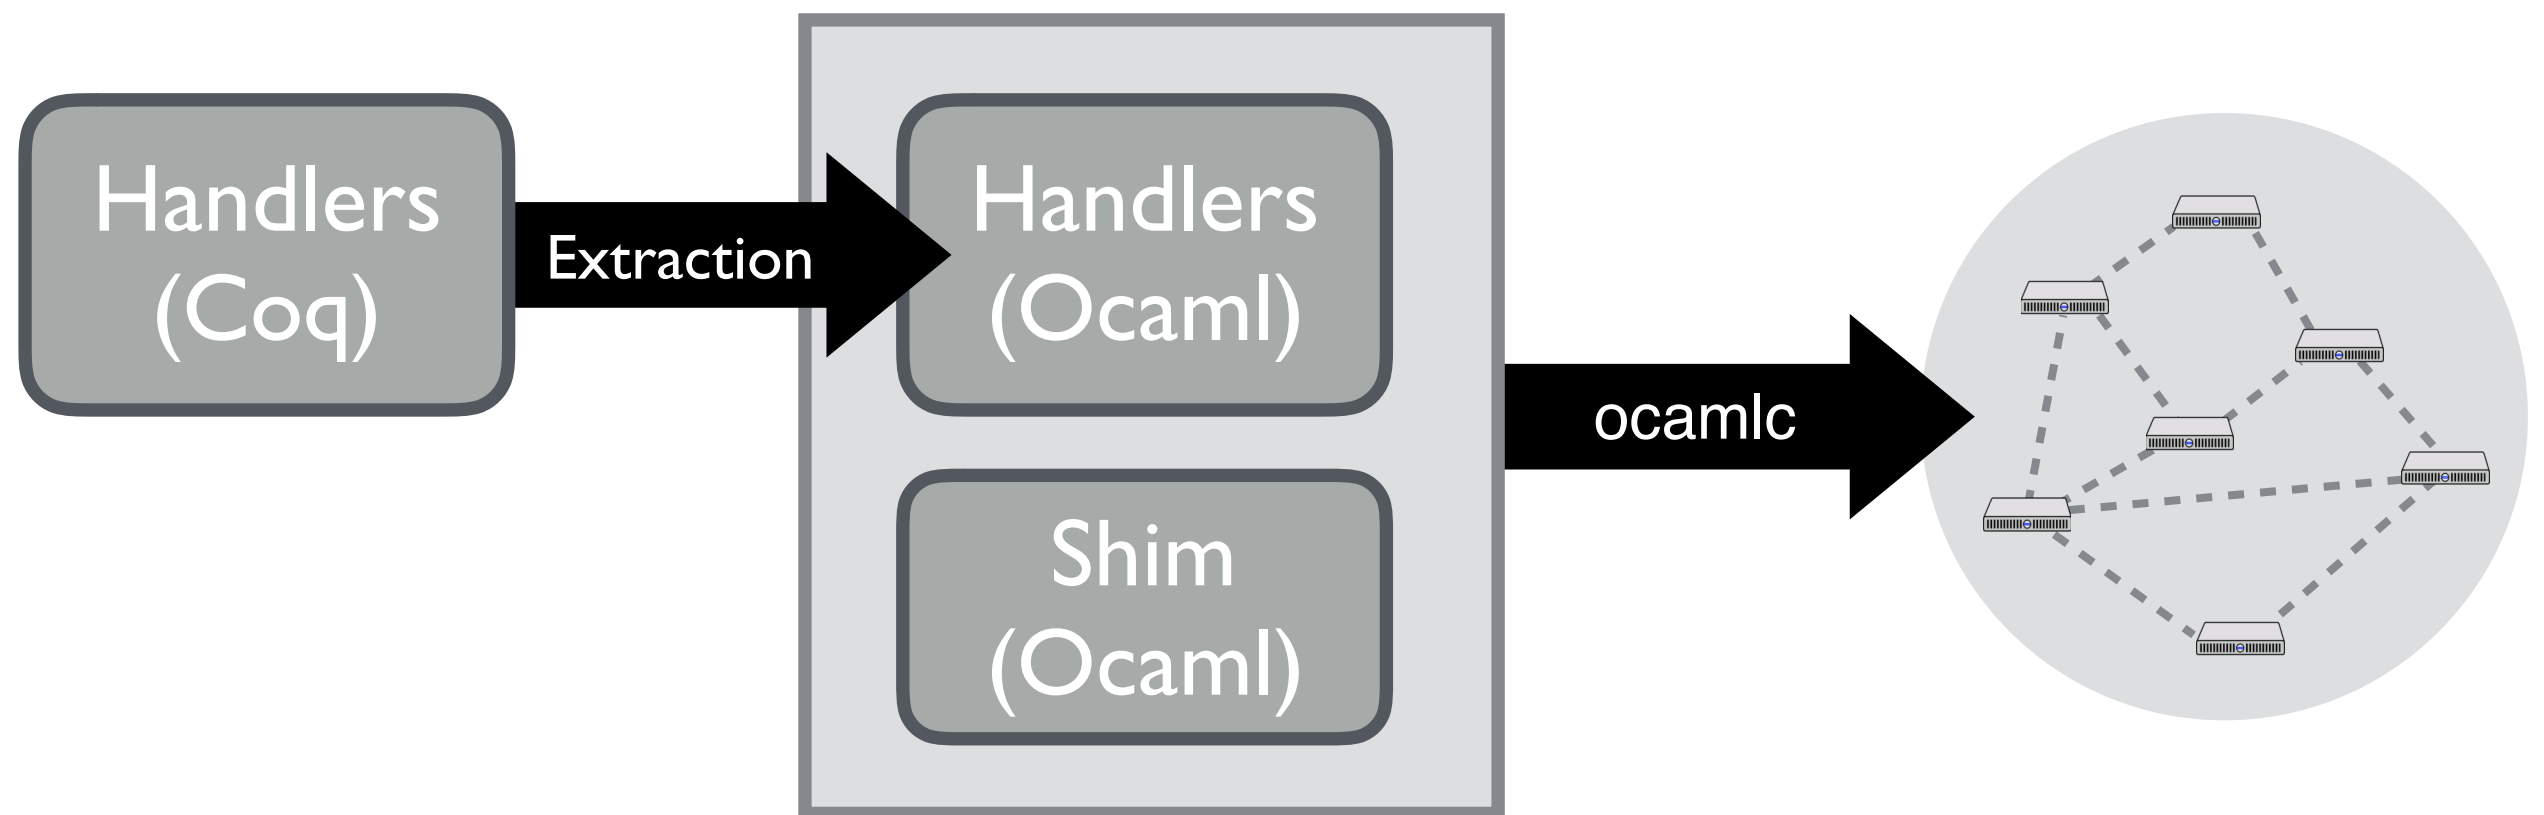 Handlers
(Coq)
Extraction
Handlers
(Ocaml)
Shim
(Ocaml)
ocamlc